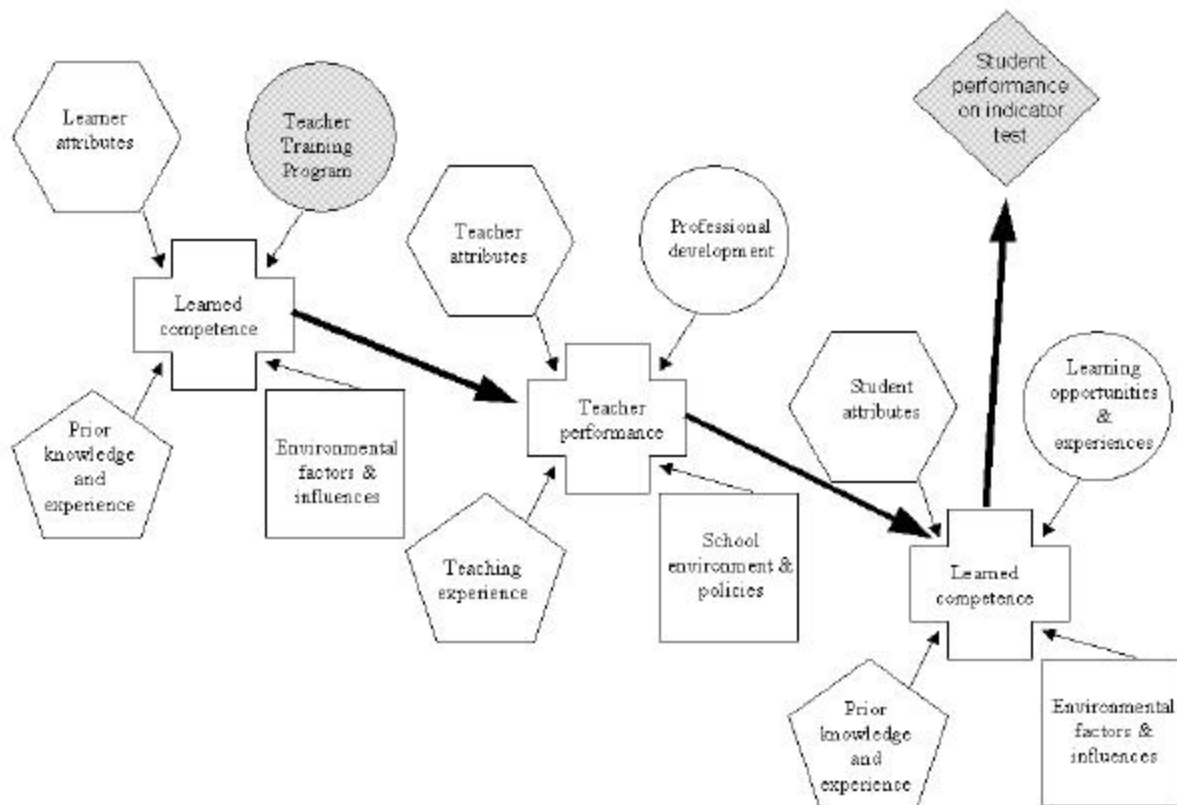 Learner
attributes
Teacher
Training
Program
Student
performance
on indicator
test
Teacher
attributes
Professional
development
Learned
competence
Prior
knowledge
and
experience
Environmental
factors &
influences
Teacher
performance
Student
attributes
Learning
opportunities
&
experiences
Teaching
experience
School
environment &
policies
Learned
competence
Prior
knowledge
and
experience
Environmental
factors &
influences